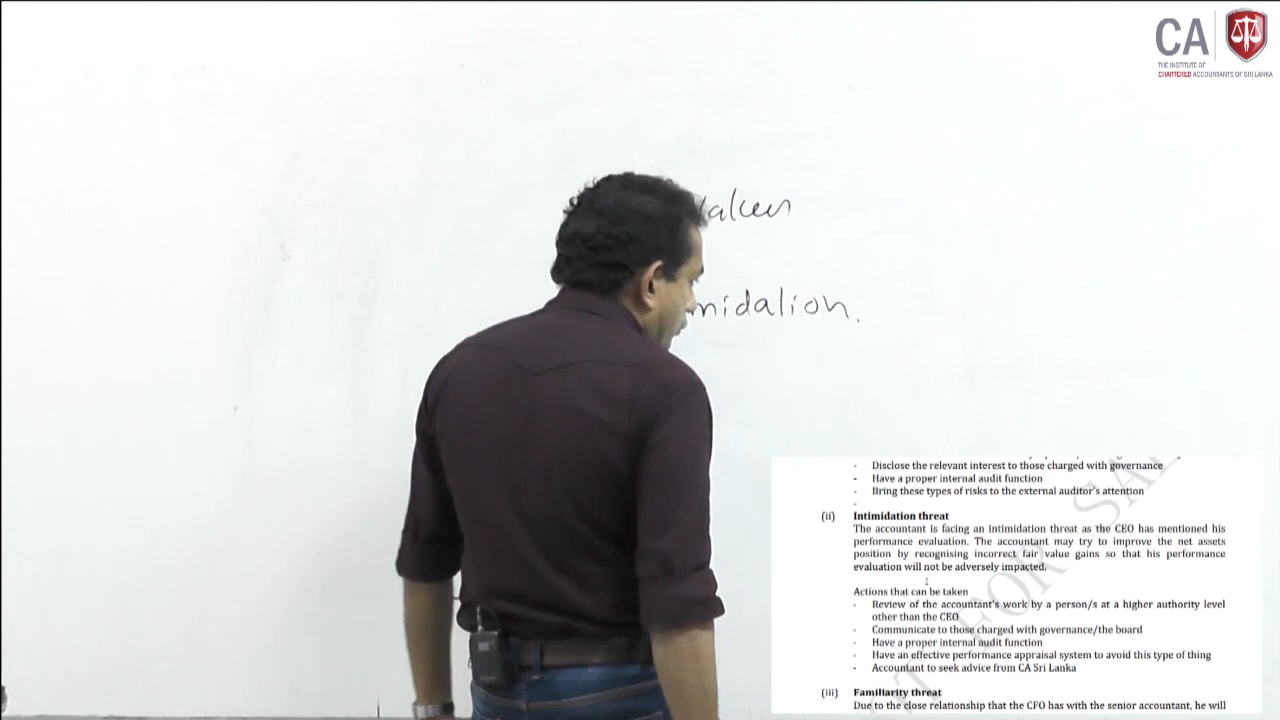 CA
THE INSTITUTE OF
CHARTERED ACCOUNTANTS OF SRI LANKA
- Disclose the relevant interest to those charged with governance
- Have a proper internal audit function
- Bring these types of risks to the external auditor's attention
-
(ii) Intimidation threat
The accountant is facing an intimidation threat as the CEO has mentioned his
performance evaluation. The accountant may try to improve the net assets
position by recognising incorrect fair value gains so that his performance
evaluation will not be adversely impacted.
Actions that can be taken
- Review of the accountant's work by a person/s at a higher authority level
other than the CEO
- Communicate to those charged with governance/the board
- Have a proper internal audit function
- Have an effective performance appraisal system to avoid this type of thing
- Accountant to seek advice from CA Sri Lanka
(iii) Familiarity threat
Due to the close relationship that the CFO has with the senior accountant, he will